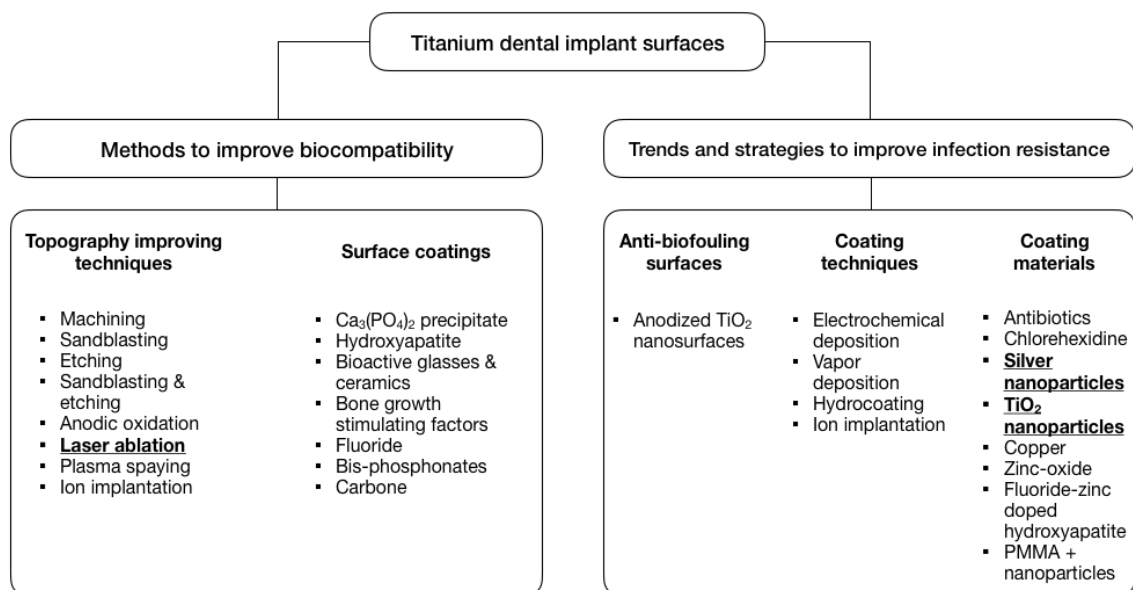 Titanium dental implant surfaces
Methods to improve biocompatibility
Trends and strategies to improve infection resistance
Topography improving
techniques
▪ Machining
▪ Sandblasting
▪ Etching
▪ Sandblasting &
etching
▪ Anodic oxidation
▪ Laser ablation
▪ Plasma spaying
▪ Ion implantation
Surface coatings
▪ Ca₃(PO₄)₂ precipitate
▪ Hydroxyapatite
▪ Bioactive glasses &
ceramics
▪ Bone growth
stimulating factors
▪ Fluoride
▪ Bis-phosphonates
▪ Carbone
Anti-biofouling
surfaces
▪ Anodized TiO₂
nanosurfaces
Coating
techniques
▪ Electrochemical
deposition
▪ Vapor
deposition
▪ Hydrocoating
▪ Ion implantation
Coating
materials
▪ Antibiotics
▪ Chlorehexidine
▪ Silver
nanoparticles
▪ TiO₂
nanoparticles
▪ Copper
▪ Zinc-oxide
▪ Fluoride-zinc
doped
hydroxyapatite
▪ PMMA +
nanoparticles